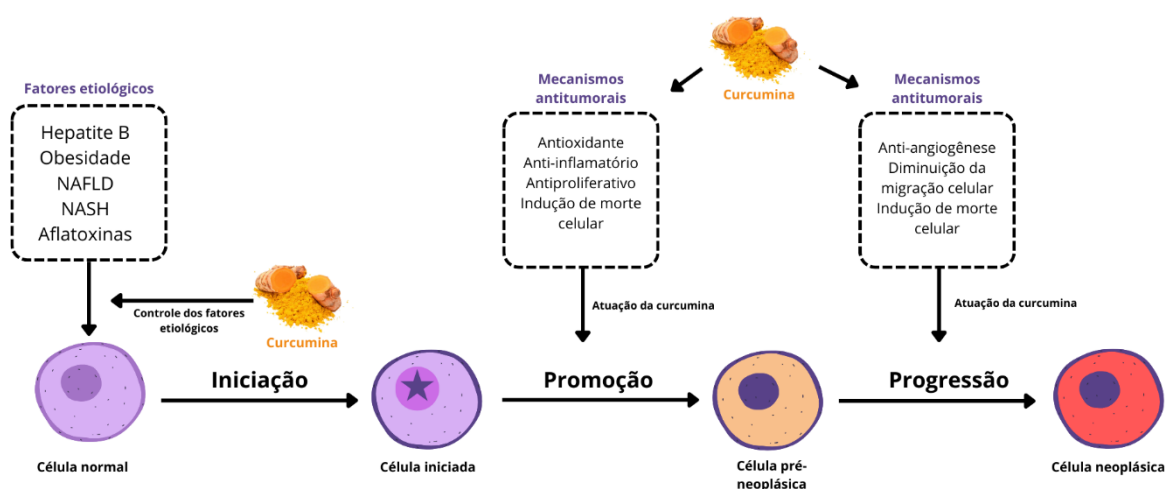 Fatores etiológicos
Hepatite B
Obesidade
NAFLD
NASH
Aflatoxinas
Controle dos fatores
etiológicos
Curcumina
Mecanismos
antitumorais
Antioxidante
Anti-inflamatório
Antiproliferativo
Indução de morte
celular
Atuação da curcumina
Curcumina
Mecanismos
antitumorais
Anti-angiogênese
Diminuição da
migração celular
Indução de morte
celular
Atuação da curcumina
Iniciação
Promoção
Progressão
Célula normal
Célula iniciada
Célula pré-
neoplásica
Célula neoplásica